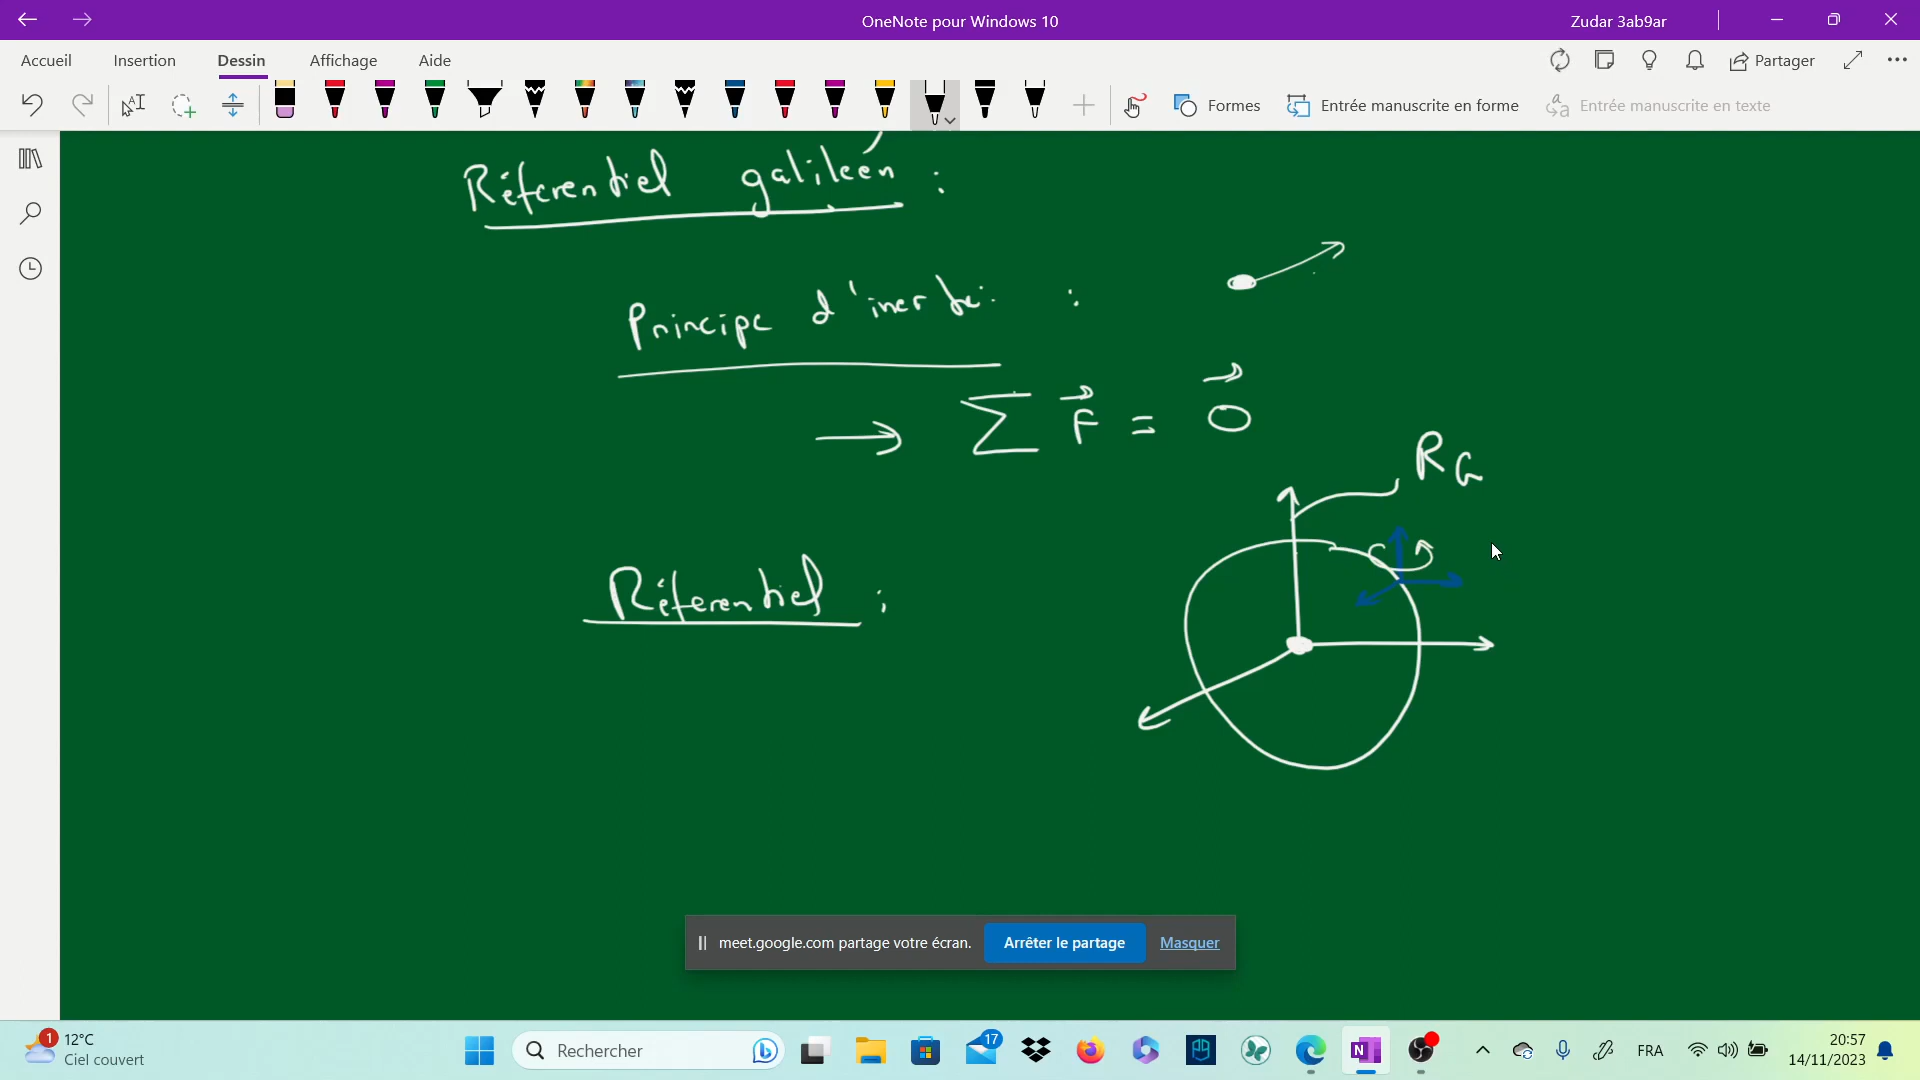 OneNote pour Windows 10
Zudar 3ab9ar
Accueil Insertion Dessin Affichage Aide
Partager
Formes Entrée manuscrite en forme Entrée manuscrite en texte
Référentiel galiléen :
Principe d'inertie :
→ ∑ F⃗ = 0⃗
R_G
Référentiel :
meet.google.com partage votre écran. Arrêter le partage Masquer
1 12°C
Ciel couvert
Rechercher
17
FRA
20:57
14/11/2023